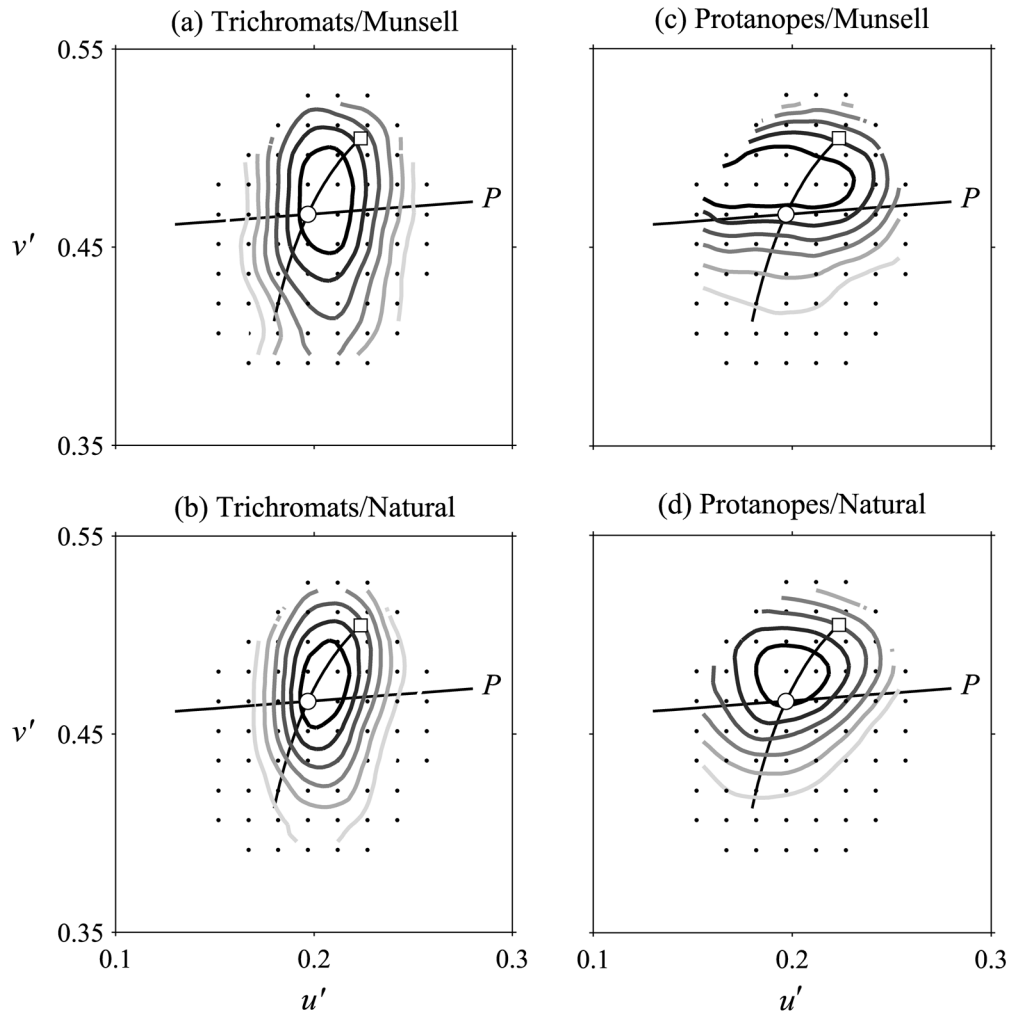 (a) Trichromats/Munsell
(c) Protanopes/Munsell
0.55
P
P
v′
0.45
0.35
(b) Trichromats/Natural
(d) Protanopes/Natural
0.55
P
P
v′
0.45
0.35
0.1
0.2
0.3
0.1
0.2
0.3
u′
u′